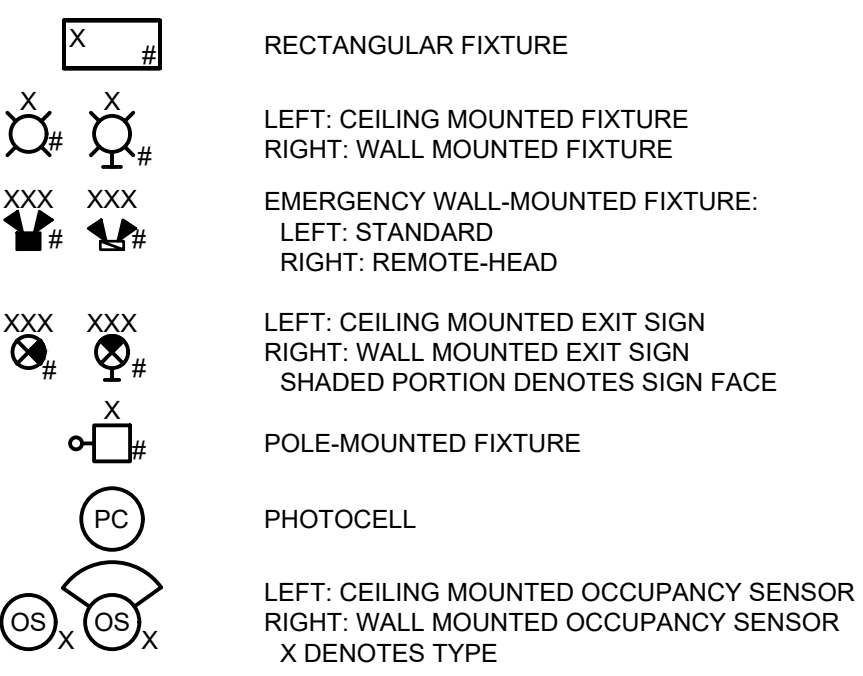 X # RECTANGULAR FIXTURE
X X
# # LEFT: CEILING MOUNTED FIXTURE
RIGHT: WALL MOUNTED FIXTURE
XXX XXX EMERGENCY WALL-MOUNTED FIXTURE:
# # LEFT: STANDARD
RIGHT: REMOTE-HEAD
XXX XXX LEFT: CEILING MOUNTED EXIT SIGN
# # RIGHT: WALL MOUNTED EXIT SIGN
SHADED PORTION DENOTES SIGN FACE
X
# POLE-MOUNTED FIXTURE
PC PHOTOCELL
LEFT: CEILING MOUNTED OCCUPANCY SENSOR
OS X OS X RIGHT: WALL MOUNTED OCCUPANCY SENSOR
X DENOTES TYPE